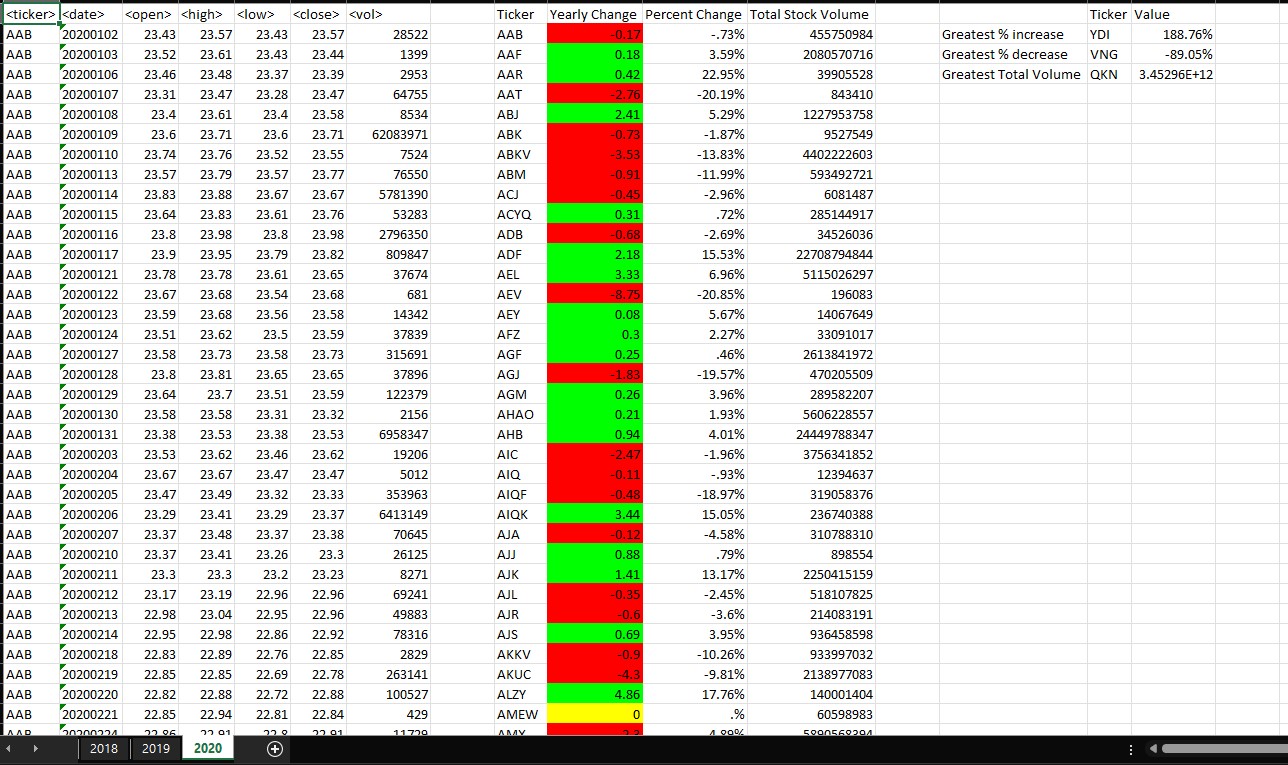 <ticker> <date> <open> <high> <low> <close> <vol> Ticker Yearly Change Percent Change Total Stock Volume Ticker Value
AAB 20200102 23.43 23.57 23.43 23.57 28522 AAB -0.17 -.73% 455750984 Greatest % increase YDI 188.76%
AAB 20200103 23.52 23.61 23.43 23.44 1399 AAF 0.18 3.59% 2080570716 Greatest % decrease VNG -89.05%
AAB 20200106 23.46 23.48 23.37 23.39 2953 AAR 0.42 22.95% 39905528 Greatest Total Volume QKN 3.45296E+12
AAB 20200107 23.31 23.47 23.28 23.47 64755 AAT -2.76 -20.19% 843410
AAB 20200108 23.4 23.61 23.4 23.58 8534 ABJ 2.41 5.29% 1227953758
AAB 20200109 23.6 23.71 23.6 23.71 62083971 ABK -0.73 -1.87% 9527549
AAB 20200110 23.74 23.76 23.52 23.55 7524 ABKV -3.53 -13.83% 4402222603
AAB 20200113 23.57 23.79 23.57 23.77 76550 ABM -0.91 -11.99% 593492721
AAB 20200114 23.83 23.88 23.67 23.67 5781390 ACJ -0.45 -2.96% 6081487
AAB 20200115 23.64 23.83 23.61 23.76 53283 ACYQ 0.31 .72% 285144917
AAB 20200116 23.8 23.98 23.8 23.98 2796350 ADB -0.68 -2.69% 34526036
AAB 20200117 23.9 23.95 23.79 23.82 809847 ADF 2.18 15.53% 22708794844
AAB 20200121 23.78 23.78 23.61 23.65 37674 AEL 3.33 6.96% 5115026297
AAB 20200122 23.67 23.68 23.54 23.68 681 AEV -8.75 -20.85% 196083
AAB 20200123 23.59 23.68 23.56 23.58 14342 AEY 0.08 5.67% 14067649
AAB 20200124 23.51 23.62 23.5 23.59 37839 AFZ 0.3 2.27% 33091017
AAB 20200127 23.58 23.73 23.58 23.73 315691 AGF 0.25 .46% 2613841972
AAB 20200128 23.8 23.81 23.65 23.65 37896 AGJ -1.83 -19.57% 470205509
AAB 20200129 23.64 23.7 23.51 23.59 122379 AGM 0.26 3.96% 289582207
AAB 20200130 23.58 23.58 23.31 23.32 2156 AHAO 0.21 1.93% 5606228557
AAB 20200131 23.38 23.53 23.38 23.53 6958347 AHB 0.94 4.01% 24449788347
AAB 20200203 23.53 23.62 23.46 23.62 19206 AIC -2.47 -1.96% 3756341852
AAB 20200204 23.67 23.67 23.47 23.47 5012 AIQ -0.11 -.93% 12394637
AAB 20200205 23.47 23.49 23.32 23.33 353963 AIQF -0.48 -18.97% 319058376
AAB 20200206 23.29 23.41 23.29 23.37 6413149 AIQK 3.44 15.05% 236740388
AAB 20200207 23.37 23.48 23.37 23.38 70645 AJA -0.12 -4.58% 310788310
AAB 20200210 23.37 23.41 23.26 23.3 26125 AJJ 0.88 .79% 898554
AAB 20200211 23.3 23.3 23.2 23.23 8271 AJK 1.41 13.17% 2250415159
AAB 20200212 23.17 23.19 22.96 22.96 69241 AJL -0.35 -2.45% 518107825
AAB 20200213 22.98 23.04 22.95 22.96 49883 AJR -0.6 -3.6% 214083191
AAB 20200214 22.95 22.98 22.86 22.92 78316 AJS 0.69 3.95% 936458598
AAB 20200218 22.83 22.89 22.76 22.85 2829 AKKV -0.9 -10.26% 933997032
AAB 20200219 22.85 22.85 22.69 22.78 263141 AKUC -4.3 -9.81% 2138977083
AAB 20200220 22.82 22.88 22.72 22.88 100527 ALZY 4.86 17.76% 140001404
AAB 20200221 22.85 22.94 22.81 22.84 429 AMEW 0 .% 60598983
AAB 20200224 22.86 22.91 22.8 22.91
2018 2019 2020